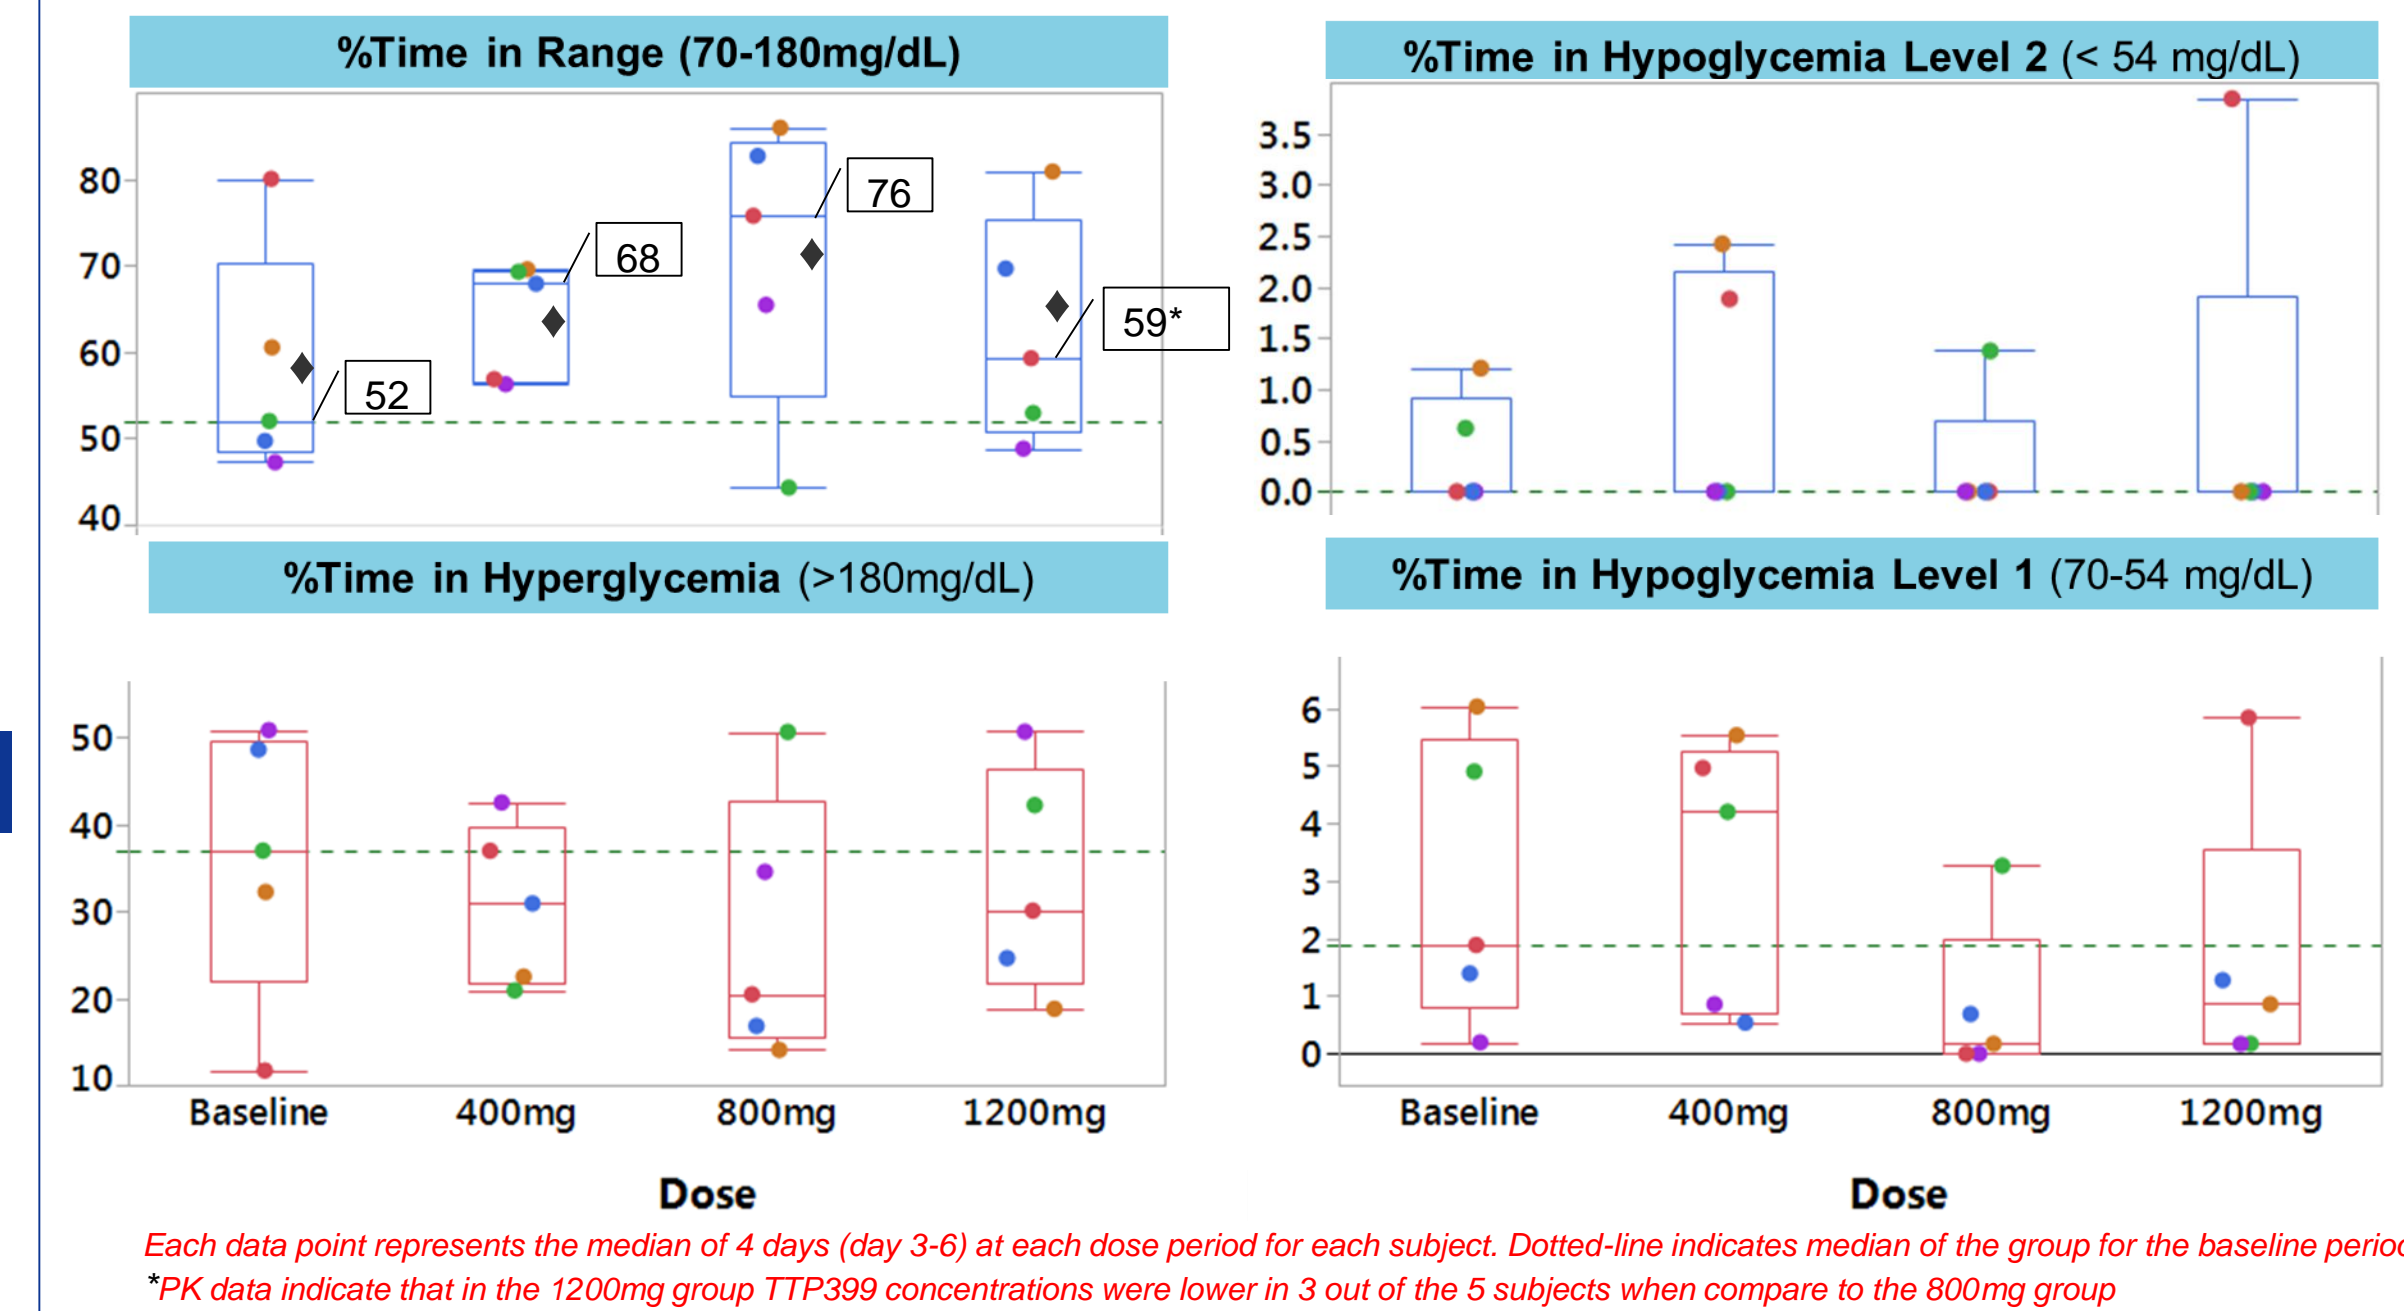 %Time in Range (70-180mg/dL)
80
70
60
50
40
52
68
76
59*
%Time in Hypoglycemia Level 2 (< 54 mg/dL)
3.5
3.0
2.5
2.0
1.5
1.0
0.5
0.0
%Time in Hyperglycemia (>180mg/dL)
50
40
30
20
10
Baseline 400mg 800mg 1200mg
Dose
%Time in Hypoglycemia Level 1 (70-54 mg/dL)
6
5
4
3
2
1
0
Baseline 400mg 800mg 1200mg
Dose
Each data point represents the median of 4 days (day 3-6) at each dose period for each subject. Dotted-line indicates median of the group for the baseline perio
*PK data indicate that in the 1200mg group TTP399 concentrations were lower in 3 out of the 5 subjects when compare to the 800mg group